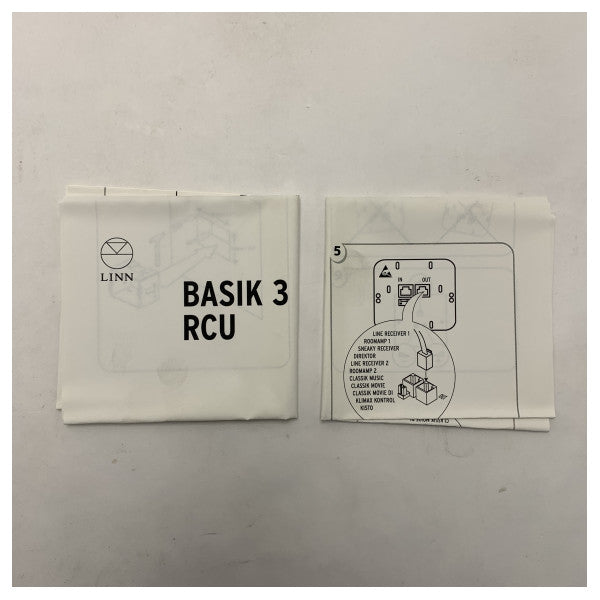 LINN
BASIK 3
RCU
5
IN OUT
LINE RECEIVER 1
ROOMAMP 1
SNEAKY RECEIVER
DIREKTOR
LINE RECEIVER 2
ROOMAMP 2
CLASSIK MUSIC
CLASSIK MOVIE
CLASSIK MOVIE DI
KLIMAX KONTROL
KISTO